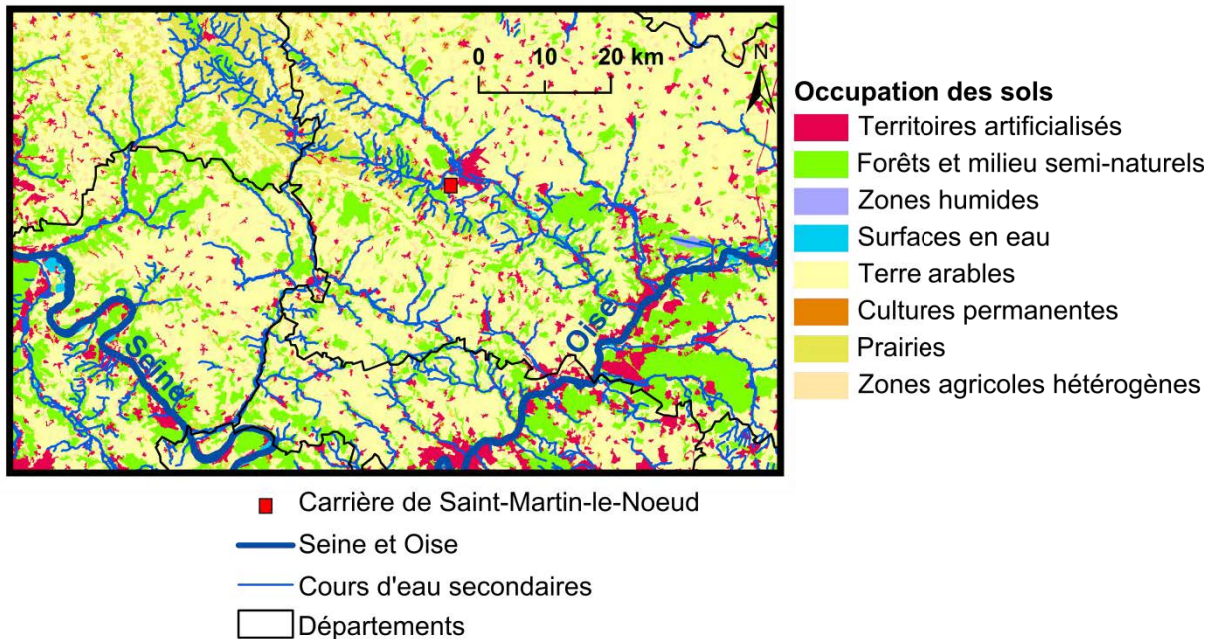 0 10 20 km
N
Oise
Seine
Occupation des sols
Territoires artificialisés
Forêts et milieu semi-naturels
Zones humides
Surfaces en eau
Terre arables
Cultures permanentes
Prairies
Zones agricoles hétérogènes
Carrière de Saint-Martin-le-Noeud
Seine et Oise
Cours d'eau secondaires
Départements